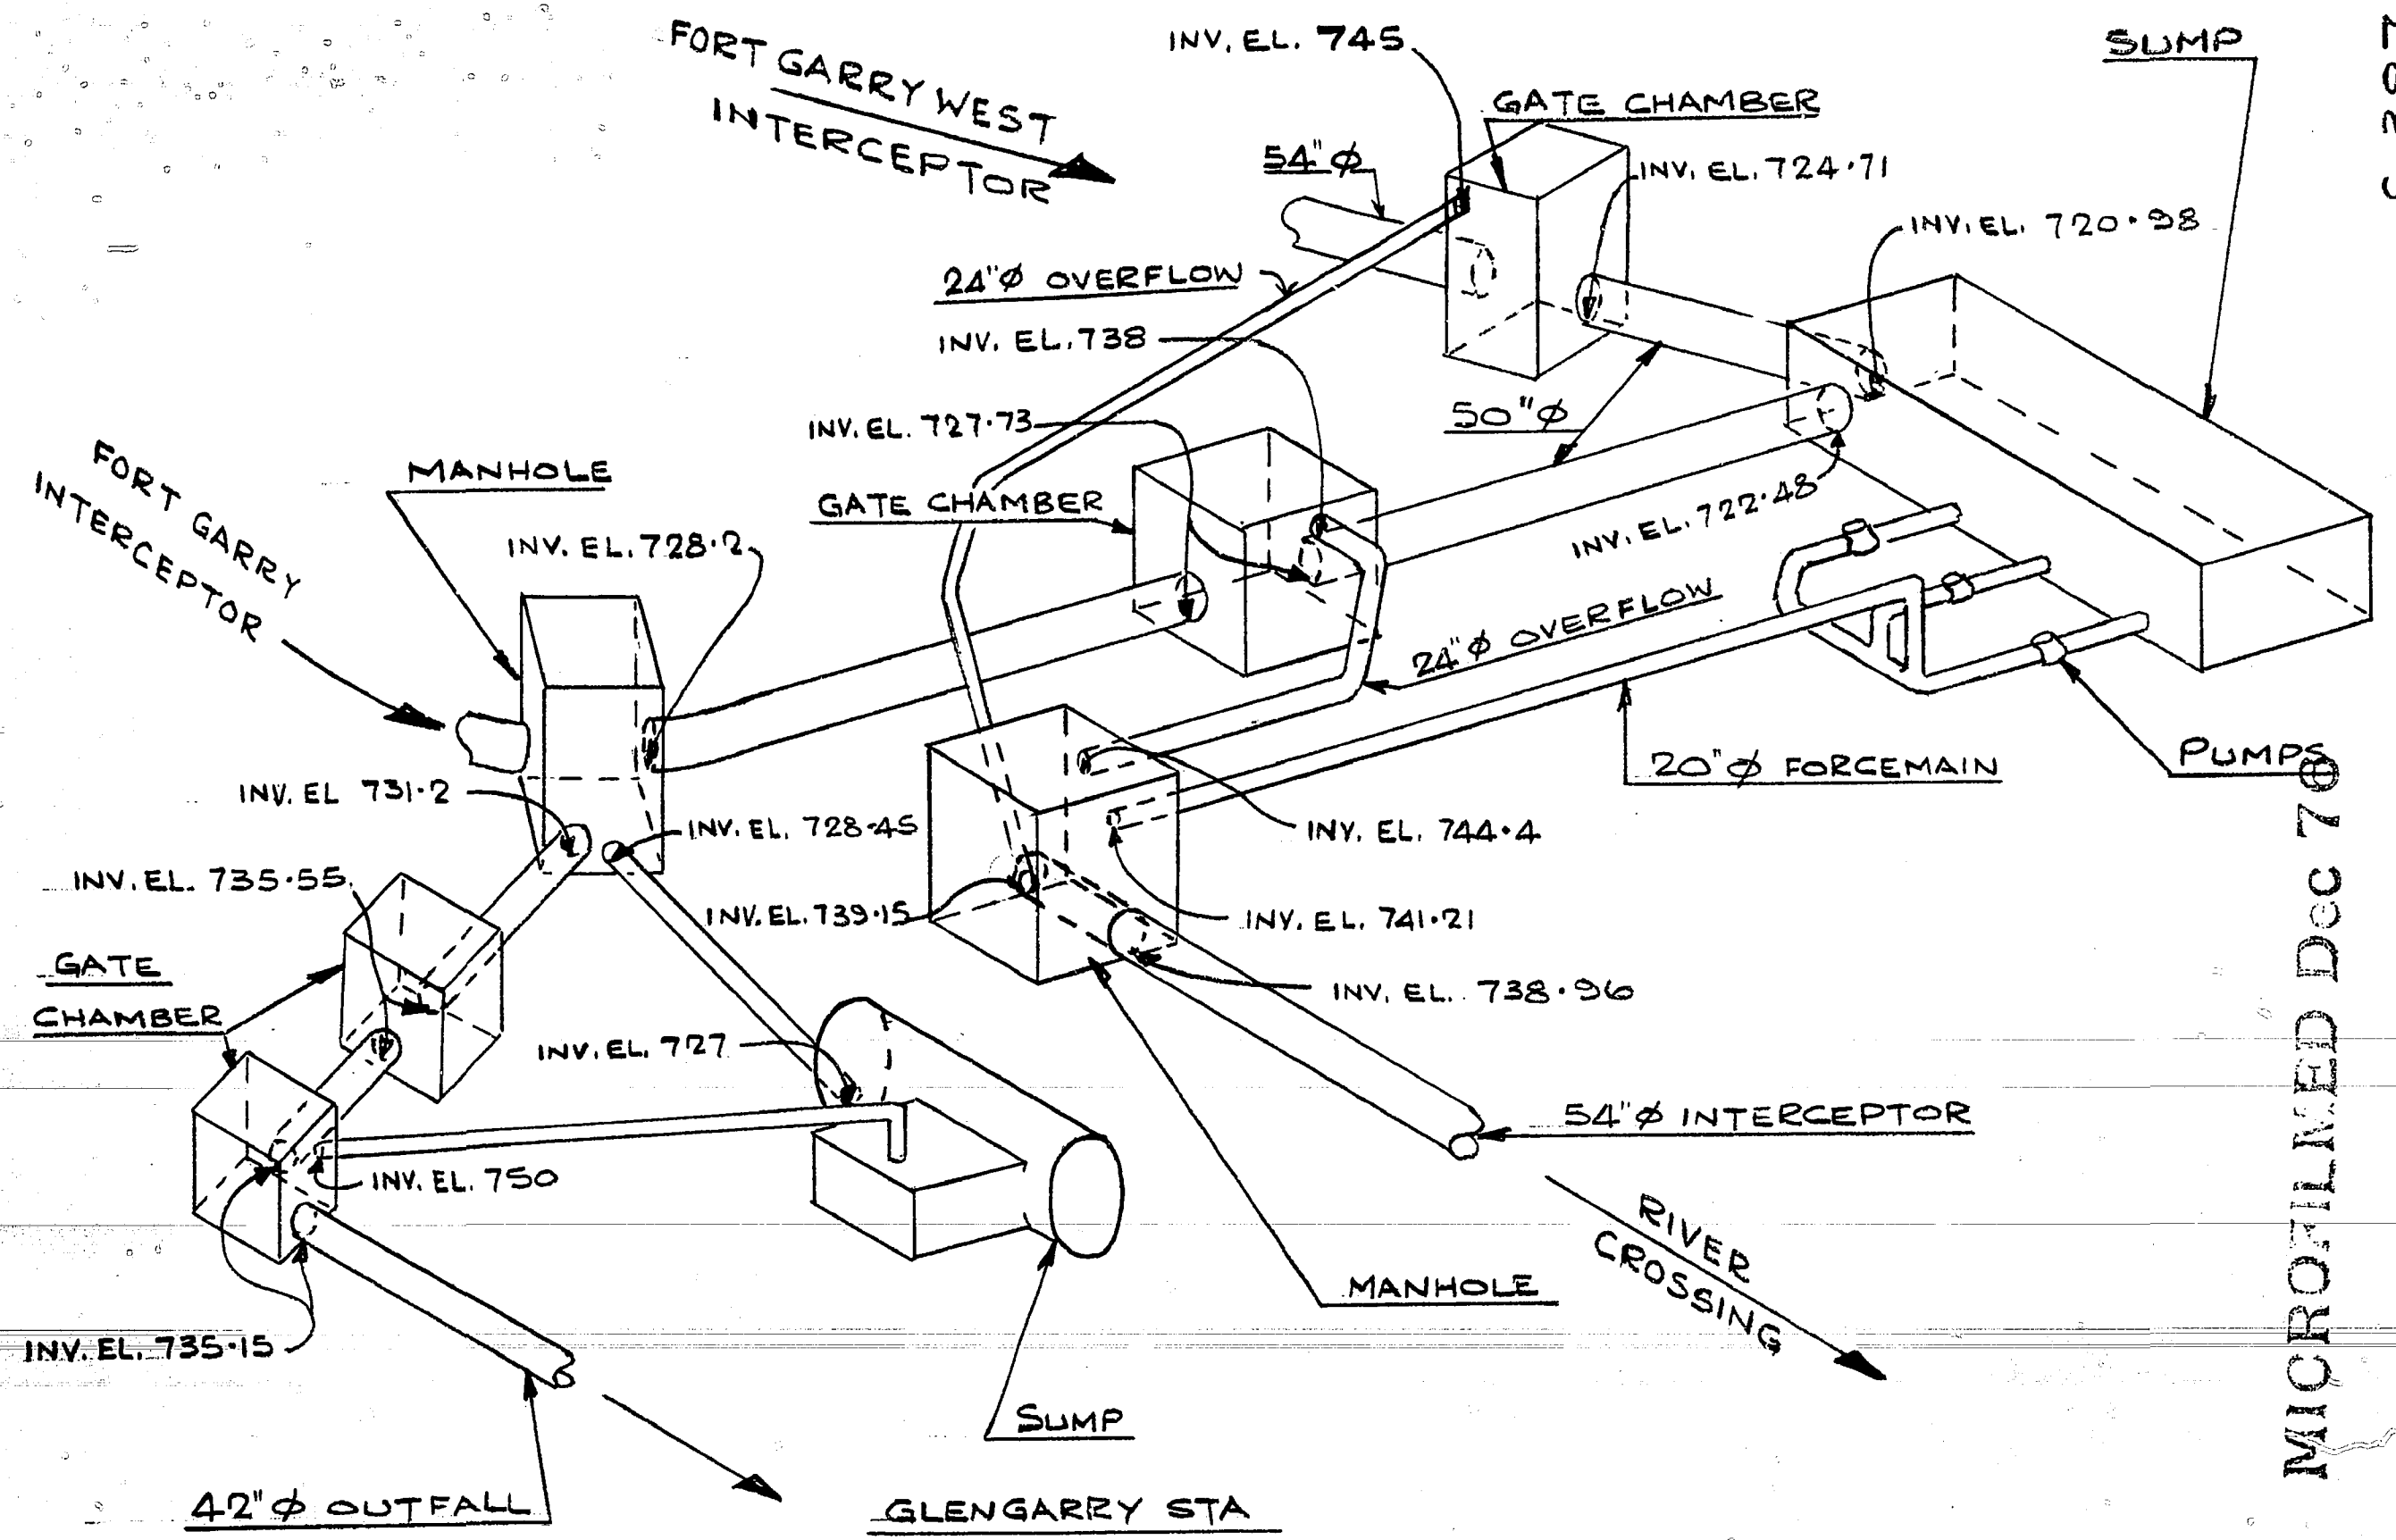 FORT GARRY WEST
INTERCEPTOR
INV. EL. 745
SUMP
GATE CHAMBER
54"Ø
INV. EL. 724·71
INV. EL. 720·98
24"Ø OVERFLOW
INV. EL. 738
50"Ø
INV. EL. 727·73
FORT GARRY
INTERCEPTOR
MANHOLE
GATE CHAMBER
INV. EL. 722·48
INV. EL. 728·2
24"Ø OVERFLOW
20"Ø FORCEMAIN
PUMPS
INV. EL 731·2
INV. EL. 728·45
INV. EL. 744·4
INV. EL. 735·55
INV. EL. 739·15
INV. EL. 741·21
GATE
CHAMBER
INV. EL. 738·96
INV. EL. 727
54"Ø INTERCEPTOR
INV. EL. 750
RIVER
CROSSING
MANHOLE
INV. EL. 735·15
SUMP
42"Ø OUTFALL
GLENGARRY STA
MICROFILMED Dec 76